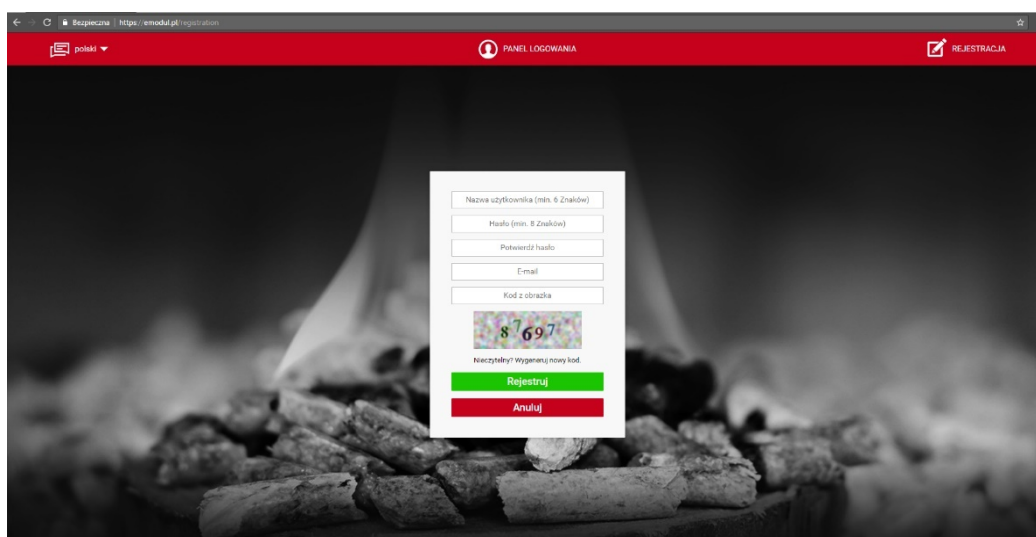 Bezpieczna | https://emodul.pl/registration
polski
PANEL LOGOWANIA
REJESTRACJA
Nazwa użytkownika (min. 6 Znaków)
Hasło (min. 8 Znaków)
Potwierdź hasło
E-mail
Kod z obrazka
87697
Nieczytelny? Wygeneruj nowy kod.
Rejestruj
Anuluj